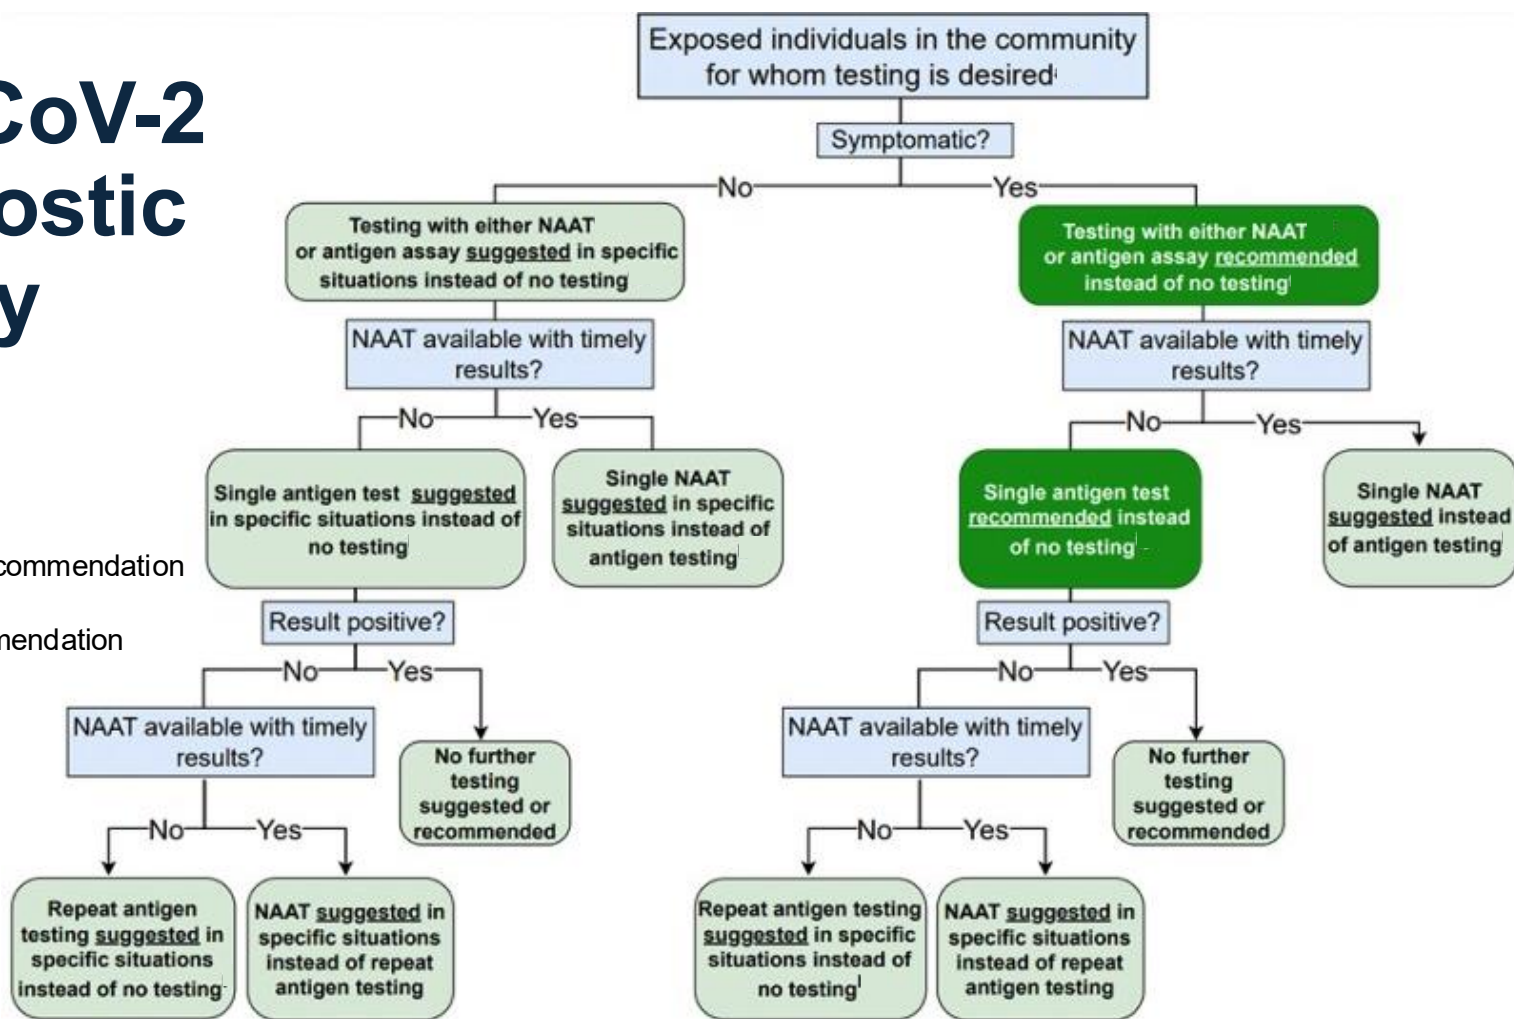 CoV-2
ostic
y
commendation
mendation
Exposed individuals in the community
for whom testing is desired
Symptomatic?
No
Yes
Testing with either NAAT
or antigen assay suggested in specific
situations instead of no testing
Testing with either NAAT
or antigen assay recommended
instead of no testing
NAAT available with timely
results?
NAAT available with timely
results?
No
Yes
No
Yes
Single antigen test suggested
in specific situations instead of
no testing
Single NAAT
suggested in specific
situations instead of
antigen testing
Single antigen test
recommended instead
of no testing
Single NAAT
suggested instead
of antigen testing
Result positive?
Result positive?
No
Yes
No
Yes
NAAT available with timely
results?
No further
testing
suggested or
recommended
NAAT available with timely
results?
No further
testing
suggested or
recommended
No
Yes
No
Yes
Repeat antigen
testing suggested in
specific situations
instead of no testing
NAAT suggested in
specific situations
instead of repeat
antigen testing
Repeat antigen testing
suggested in specific
situations instead of
no testing
NAAT suggested in
specific situations
instead of repeat
antigen testing